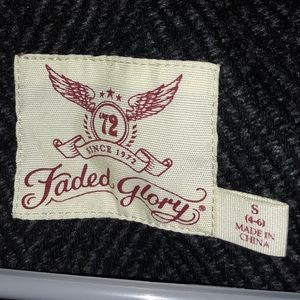 '72
SINCE 1972
Faded Glory®
S
(4-6)
MADE IN
CHINA